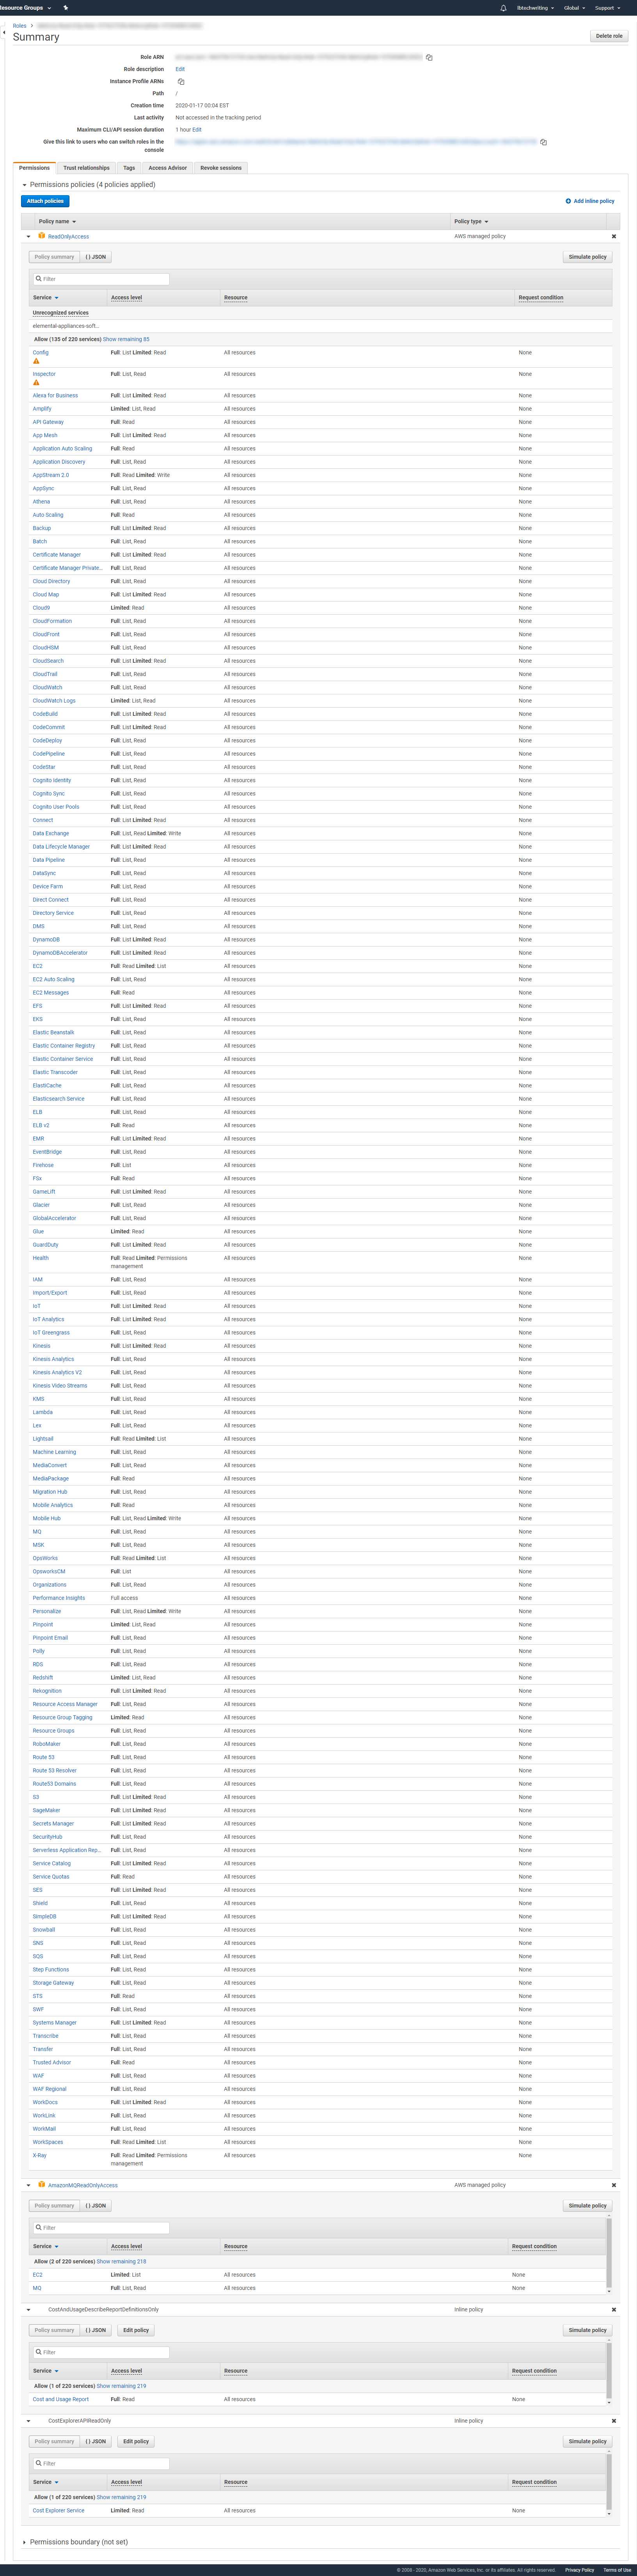 Resource Groups
lbtechwriting Global Support
Roles >
Summary
Delete role
Role ARN
Role description Edit
Instance Profile ARNs
Path /
Creation time 2020-01-17 00:04 EST
Last activity Not accessed in the tracking period
Maximum CLI/API session duration 1 hour Edit
Give this link to users who can switch roles in the
console
Permissions Trust relationships Tags Access Advisor Revoke sessions
Permissions policies (4 policies applied)
Attach policies Add inline policy
Policy name Policy type
ReadOnlyAccess AWS managed policy
Policy summary {} JSON Simulate policy
Filter
Service Access level Resource Request condition
Unrecognized services
elemental-appliances-soft...
Allow (135 of 220 services) Show remaining 85
Config Full: List Limited: Read All resources None
Inspector Full: List, Read All resources None
Alexa for Business Full: List Limited: Read All resources None
Amplify Limited: List, Read All resources None
API Gateway Full: Read All resources None
App Mesh Full: List Limited: Read All resources None
Application Auto Scaling Full: Read All resources None
Application Discovery Full: List, Read All resources None
AppStream 2.0 Full: Read Limited: Write All resources None
AppSync Full: List, Read All resources None
Athena Full: List, Read All resources None
Auto Scaling Full: Read All resources None
Backup Full: List Limited: Read All resources None
Batch Full: List, Read All resources None
Certificate Manager Full: List Limited: Read All resources None
Certificate Manager Private... Full: List, Read All resources None
Cloud Directory Full: List, Read All resources None
Cloud Map Full: List Limited: Read All resources None
Cloud9 Limited: Read All resources None
CloudFormation Full: List, Read All resources None
CloudFront Full: List, Read All resources None
CloudHSM Full: List, Read All resources None
CloudSearch Full: List Limited: Read All resources None
CloudTrail Full: List, Read All resources None
CloudWatch Full: List, Read All resources None
CloudWatch Logs Limited: List, Read All resources None
CodeBuild Full: List Limited: Read All resources None
CodeCommit Full: List Limited: Read All resources None
CodeDeploy Full: List, Read All resources None
CodePipeline Full: List, Read All resources None
CodeStar Full: List, Read All resources None
Cognito Identity Full: List, Read All resources None
Cognito Sync Full: List, Read All resources None
Cognito User Pools Full: List, Read All resources None
Connect Full: List Limited: Read All resources None
Data Exchange Full: List, Read Limited: Write All resources None
Data Lifecycle Manager Full: List Limited: Read All resources None
Data Pipeline Full: List, Read All resources None
DataSync Full: List, Read All resources None
Device Farm Full: List, Read All resources None
Direct Connect Full: List, Read All resources None
Directory Service Full: List, Read All resources None
DMS Full: List, Read All resources None
DynamoDB Full: List Limited: Read All resources None
DynamoDBAccelerator Full: List Limited: Read All resources None
EC2 Full: Read Limited: List All resources None
EC2 Auto Scaling Full: List, Read All resources None
EC2 Messages Full: Read All resources None
EFS Full: List Limited: Read All resources None
EKS Full: List, Read All resources None
Elastic Beanstalk Full: List, Read All resources None
Elastic Container Registry Full: List, Read All resources None
Elastic Container Service Full: List, Read All resources None
Elastic Transcoder Full: List, Read All resources None
ElastiCache Full: List, Read All resources None
Elasticsearch Service Full: List, Read All resources None
ELB Full: List, Read All resources None
ELB v2 Full: Read All resources None
EMR Full: List Limited: Read All resources None
EventBridge Full: List, Read All resources None
Firehose Full: List All resources None
FSx Full: Read All resources None
GameLift Full: List Limited: Read All resources None
Glacier Full: List, Read All resources None
GlobalAccelerator Full: List, Read All resources None
Glue Limited: Read All resources None
GuardDuty Full: List Limited: Read All resources None
Health Full: Read Limited: Permissions All resources None
management
IAM Full: List, Read All resources None
Import/Export Full: List, Read All resources None
IoT Full: List Limited: Read All resources None
IoT Analytics Full: List Limited: Read All resources None
IoT Greengrass Full: List, Read All resources None
Kinesis Full: List Limited: Read All resources None
Kinesis Analytics Full: List, Read All resources None
Kinesis Analytics V2 Full: List, Read All resources None
Kinesis Video Streams Full: List, Read All resources None
KMS Full: List, Read All resources None
Lambda Full: List, Read All resources None
Lex Full: List, Read All resources None
Lightsail Full: Read Limited: List All resources None
Machine Learning Full: List, Read All resources None
MediaConvert Full: List, Read All resources None
MediaPackage Full: Read All resources None
Migration Hub Full: List, Read All resources None
Mobile Analytics Full: Read All resources None
Mobile Hub Full: List, Read Limited: Write All resources None
MQ Full: List, Read All resources None
MSK Full: List, Read All resources None
OpsWorks Full: Read Limited: List All resources None
OpsworksCM Full: List All resources None
Organizations Full: List, Read All resources None
Performance Insights Full access All resources None
Personalize Full: List, Read Limited: Write All resources None
Pinpoint Limited: List, Read All resources None
Pinpoint Email Full: List, Read All resources None
Polly Full: List, Read All resources None
RDS Full: List, Read All resources None
Redshift Limited: List, Read All resources None
Rekognition Full: List Limited: Read All resources None
Resource Access Manager Full: List, Read All resources None
Resource Group Tagging Limited: Read All resources None
Resource Groups Full: List, Read All resources None
RoboMaker Full: List, Read All resources None
Route 53 Full: List, Read All resources None
Route 53 Resolver Full: List, Read All resources None
Route53 Domains Full: List, Read All resources None
S3 Full: List Limited: Read All resources None
SageMaker Full: List, Read All resources None
Secrets Manager Full: List Limited: Read All resources None
SecurityHub Full: List, Read All resources None
Serverless Application Rep... Full: List, Read All resources None
Service Catalog Full: List Limited: Read All resources None
Service Quotas Full: Read All resources None
SES Full: List Limited: Read All resources None
Shield Full: List, Read All resources None
SimpleDB Full: List Limited: Read All resources None
Snowball Full: List, Read All resources None
SNS Full: List, Read All resources None
SQS Full: List, Read All resources None
Step Functions Full: List, Read All resources None
Storage Gateway Full: List, Read All resources None
STS Full: Read All resources None
SWF Full: List, Read All resources None
Systems Manager Full: List Limited: Read All resources None
Transcribe Full: List, Read All resources None
Transfer Full: List, Read All resources None
Trusted Advisor Full: Read All resources None
WAF Full: List, Read All resources None
WAF Regional Full: List, Read All resources None
WorkDocs Full: List Limited: Read All resources None
WorkLink Full: List, Read All resources None
WorkMail Full: List, Read All resources None
WorkSpaces Full: Read Limited: List All resources None
X-Ray Full: Read Limited: Permissions All resources None
management
AmazonMQReadOnlyAccess AWS managed policy
Policy summary {} JSON Simulate policy
Filter
Service Access level Resource Request condition
Allow (2 of 220 services) Show remaining 218
EC2 Limited: List All resources None
MQ Full: List, Read All resources None
CostAndUsageDescribeReportDefinitionsOnly Inline policy
Policy summary {} JSON Edit policy Simulate policy
Filter
Service Access level Resource Request condition
Allow (1 of 220 services) Show remaining 219
Cost and Usage Report Full: Read All resources None
CostExplorerAPIReadOnly Inline policy
Policy summary {} JSON Edit policy Simulate policy
Filter
Service Access level Resource Request condition
Allow (1 of 220 services) Show remaining 219
Cost Explorer Service Limited: Read All resources None
Permissions boundary (not set)
© 2008 - 2020, Amazon Web Services, Inc. or its affiliates. All rights reserved. Privacy Policy Terms of Use